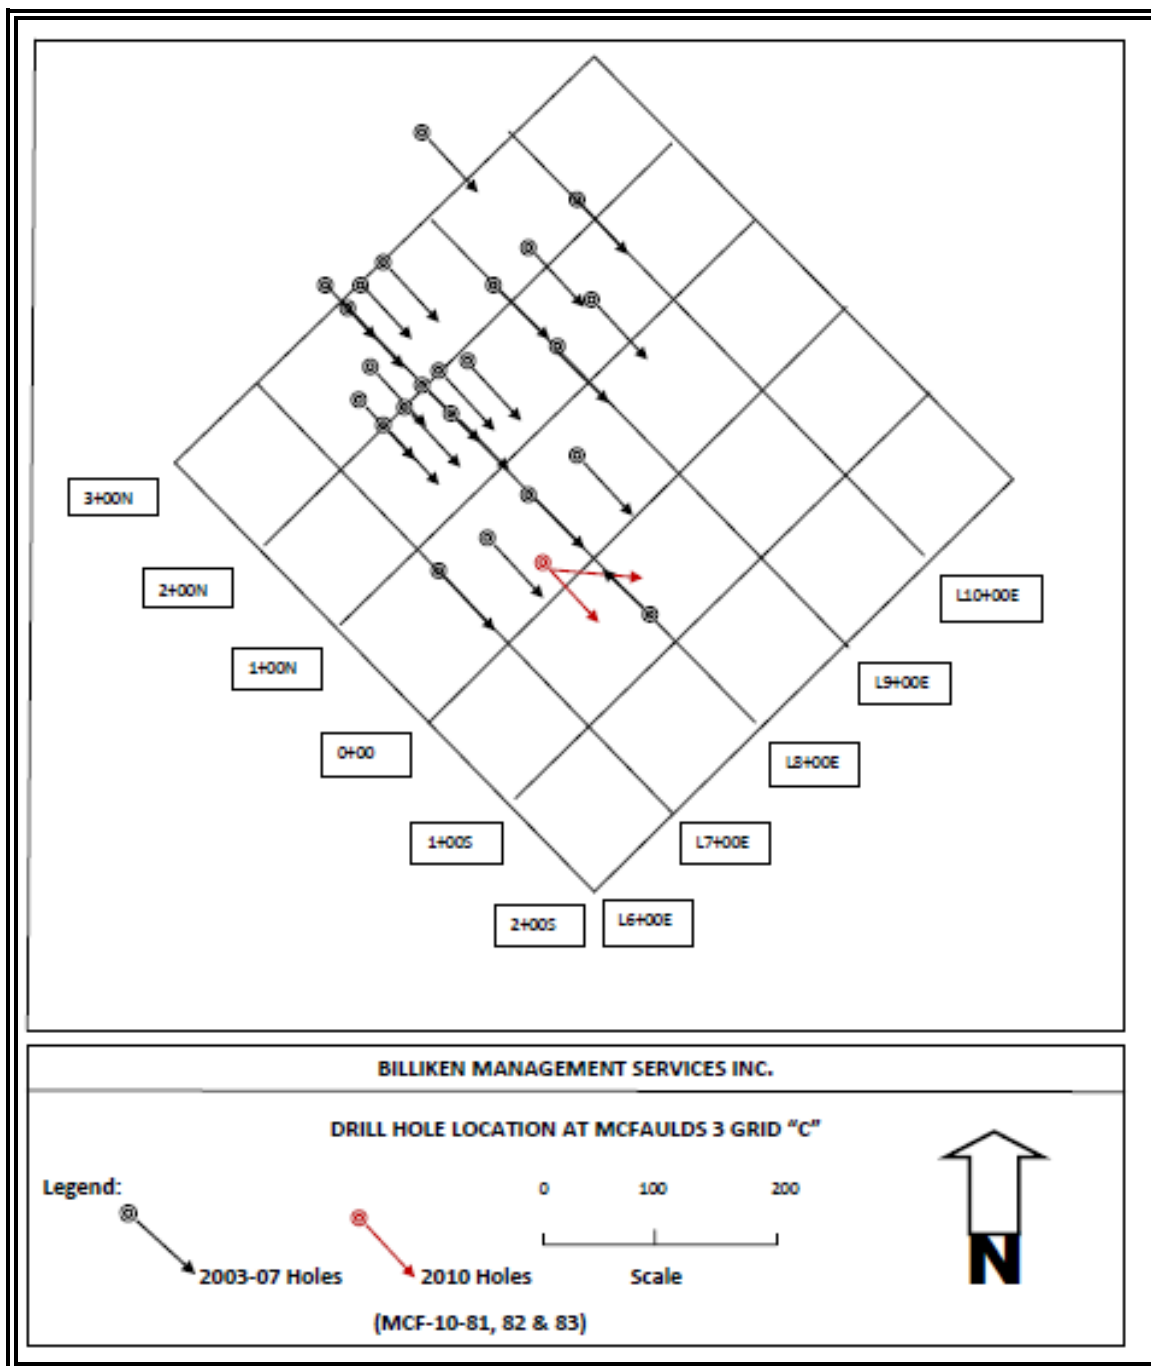 3+00N
2+00N
1+00N
0+00
1+00S
2+00S
L6+00E
L7+00E
L8+00E
L9+00E
L10+00E
BILLIKEN MANAGEMENT SERVICES INC.
DRILL HOLE LOCATION AT MCFAULDS 3 GRID “C”
Legend:
0 100 200
2003-07 Holes
2010 Holes
Scale
(MCF-10-81, 82 & 83)
N